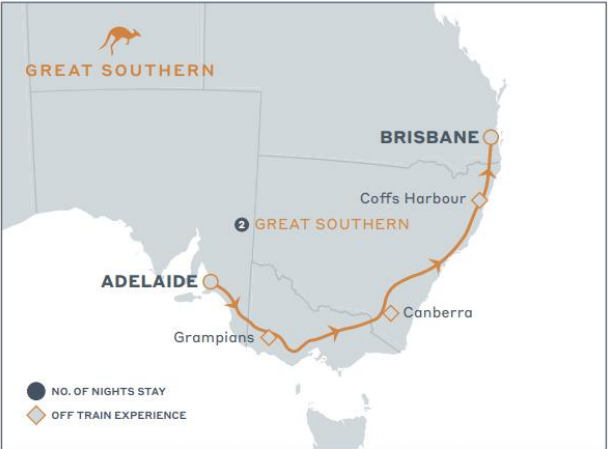 GREAT SOUTHERN
BRISBANE
Coffs Harbour
2 GREAT SOUTHERN
ADELAIDE
Canberra
Grampians
NO. OF NIGHTS STAY
OFF TRAIN EXPERIENCE